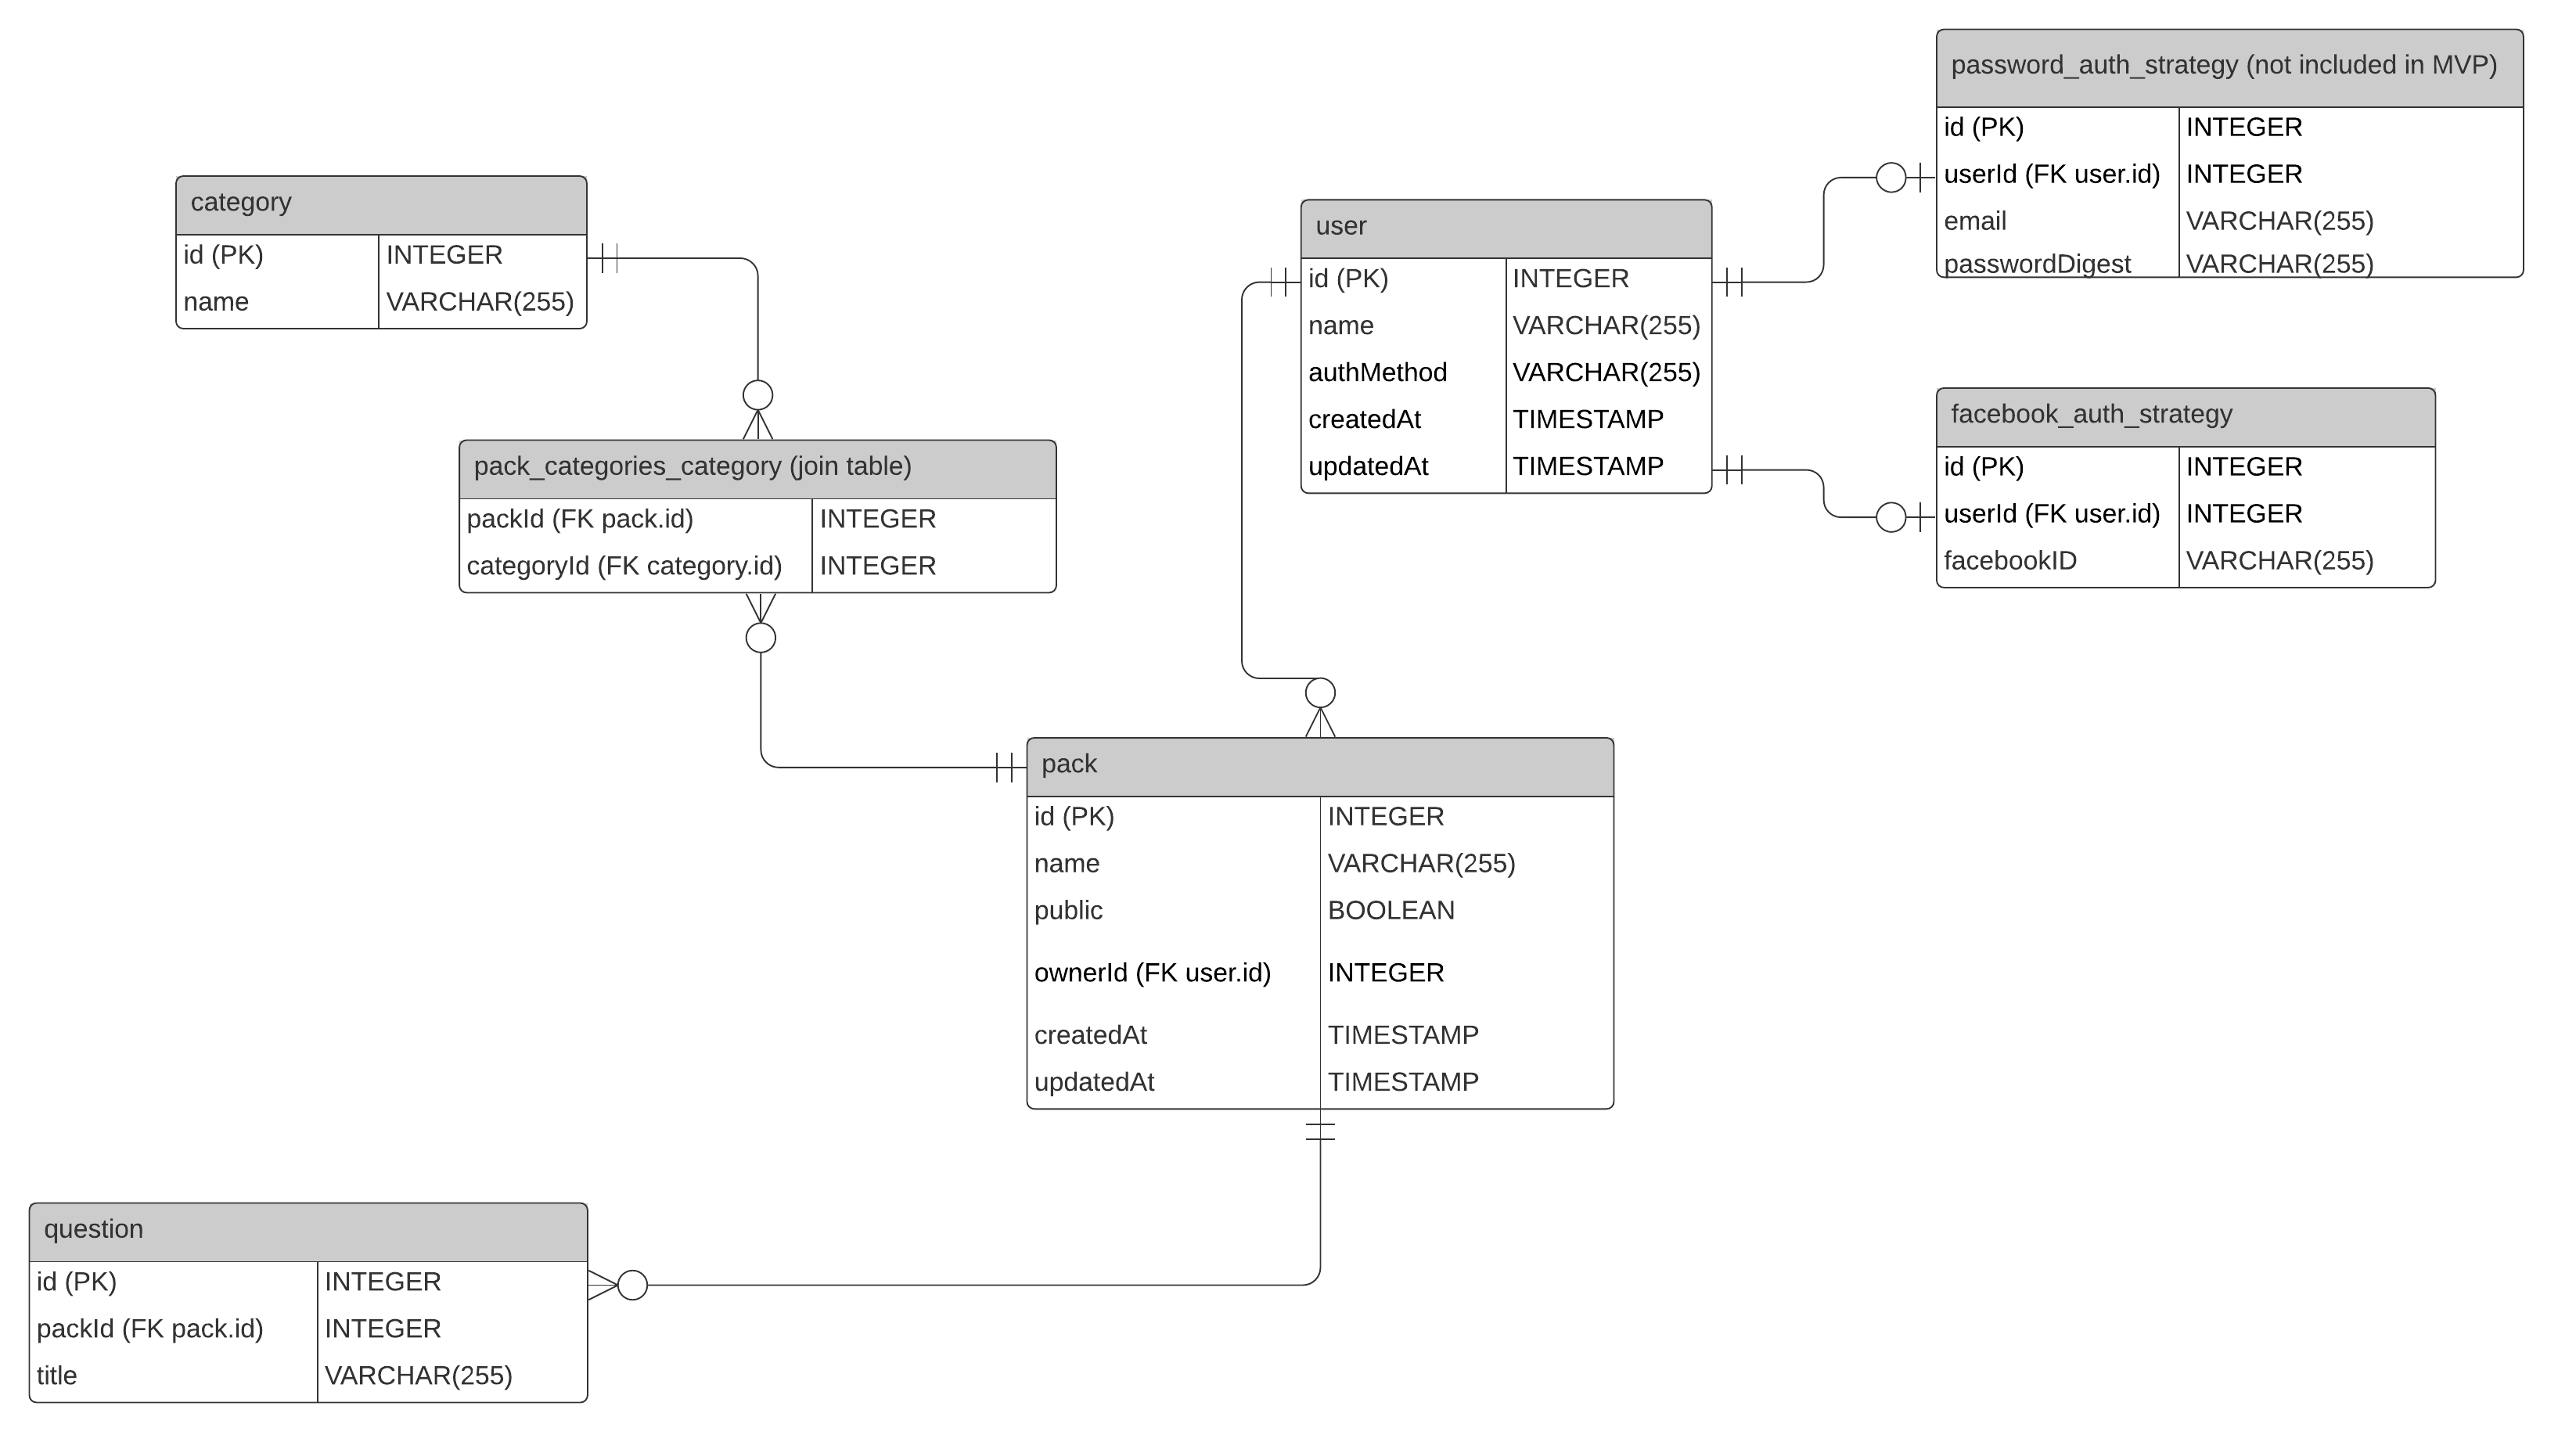 password_auth_strategy (not included in MVP)
id (PK) INTEGER
userId (FK user.id) INTEGER
email VARCHAR(255)
passwordDigest VARCHAR(255)
category
id (PK) INTEGER
name VARCHAR(255)
user
id (PK) INTEGER
name VARCHAR(255)
authMethod VARCHAR(255)
createdAt TIMESTAMP
updatedAt TIMESTAMP
facebook_auth_strategy
id (PK) INTEGER
userId (FK user.id) INTEGER
facebookID VARCHAR(255)
pack_categories_category (join table)
packId (FK pack.id) INTEGER
categoryId (FK category.id) INTEGER
pack
id (PK) INTEGER
name VARCHAR(255)
public BOOLEAN
ownerId (FK user.id) INTEGER
createdAt TIMESTAMP
updatedAt TIMESTAMP
question
id (PK) INTEGER
packId (FK pack.id) INTEGER
title VARCHAR(255)